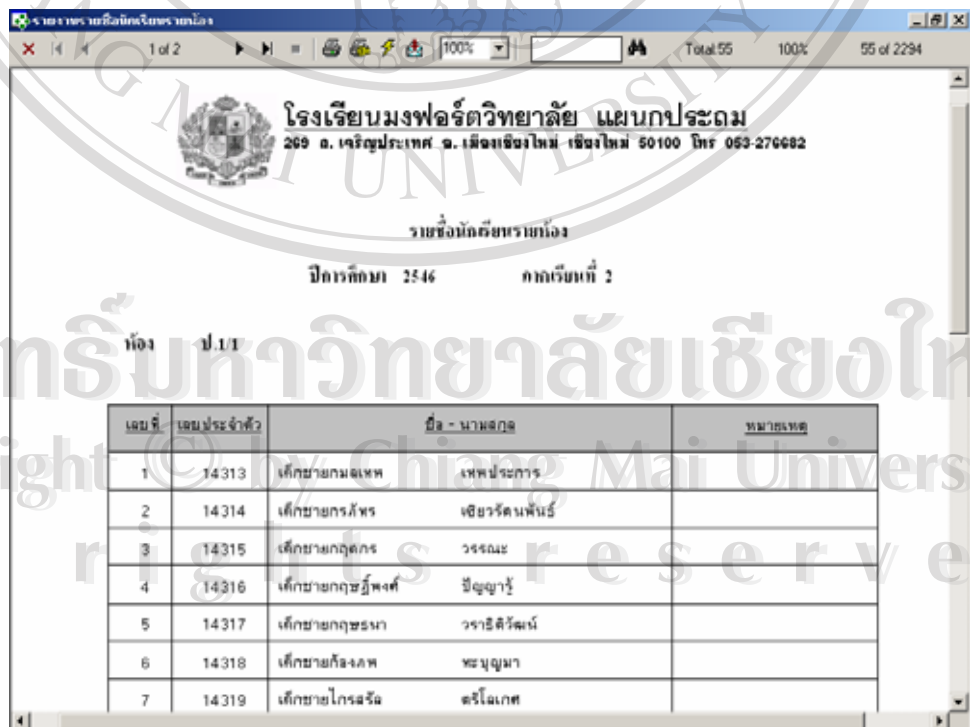 รายงานรายชื่อนักเรียนรายห้อง
1 of 2 100% Total:55 100% 55 of 2294
โรงเรียนมงฟอร์ตวิทยาลัย แผนกประถม
269 ถ. เจริญประเทศ อ. เมืองเชียงใหม่ เชียงใหม่ 50100 โทร 053-276682
รายชื่อนักเรียนรายห้อง
ปีการศึกษา 2546 ภาคเรียนที่ 2
ห้อง ป.1/1
เลขที่ เลขประจำตัว ชื่อ - นามสกุล หมายเหตุ
1 14313 เด็กชายกมลเทพ เทพประการ
2 14314 เด็กชายกรภัทร เชียวรัตนพันธ์
3 14315 เด็กชายกฤตกร วรรณะ
4 14316 เด็กชายกฤษฎิ์พงศ์ ปัญญารู้
5 14317 เด็กชายกฤษธนา วราธิติวัฒน์
6 14318 เด็กชายก้องภพ ทะบุญมา
7 14319 เด็กชายไกรสรัล ตรีโลเกศ
ทธิ์มหาวิทยาลัยเชียงให
ight © by Chiang Mai Univers
rights reserve
G MAI UNIVERSITY